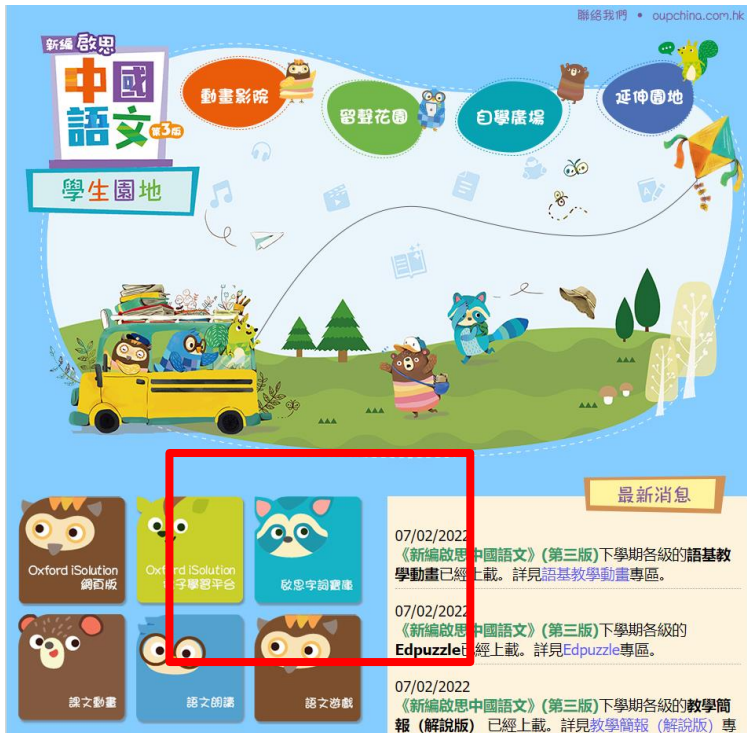 聯絡我們 • oupchina.com.hk
新編 啟思
中國
語文 第3版
學生園地
動畫影院
留聲花園
自學廣場
延伸園地
Oxford iSolution
網頁版
Oxford iSolution
電子學習平台
啟思字詞寶庫
課文動畫
語文朗讀
語文遊戲
最新消息
07/02/2022
《新編啟思中國語文》(第三版)下學期各級的語基教
學動畫已經上載。詳見語基教學動畫專區。
07/02/2022
《新編啟思中國語文》(第三版)下學期各級的
Edpuzzle已經上載。詳見Edpuzzle專區。
07/02/2022
《新編啟思中國語文》(第三版)下學期各級的教學簡
報（解說版） 已經上載。詳見教學簡報（解說版）專